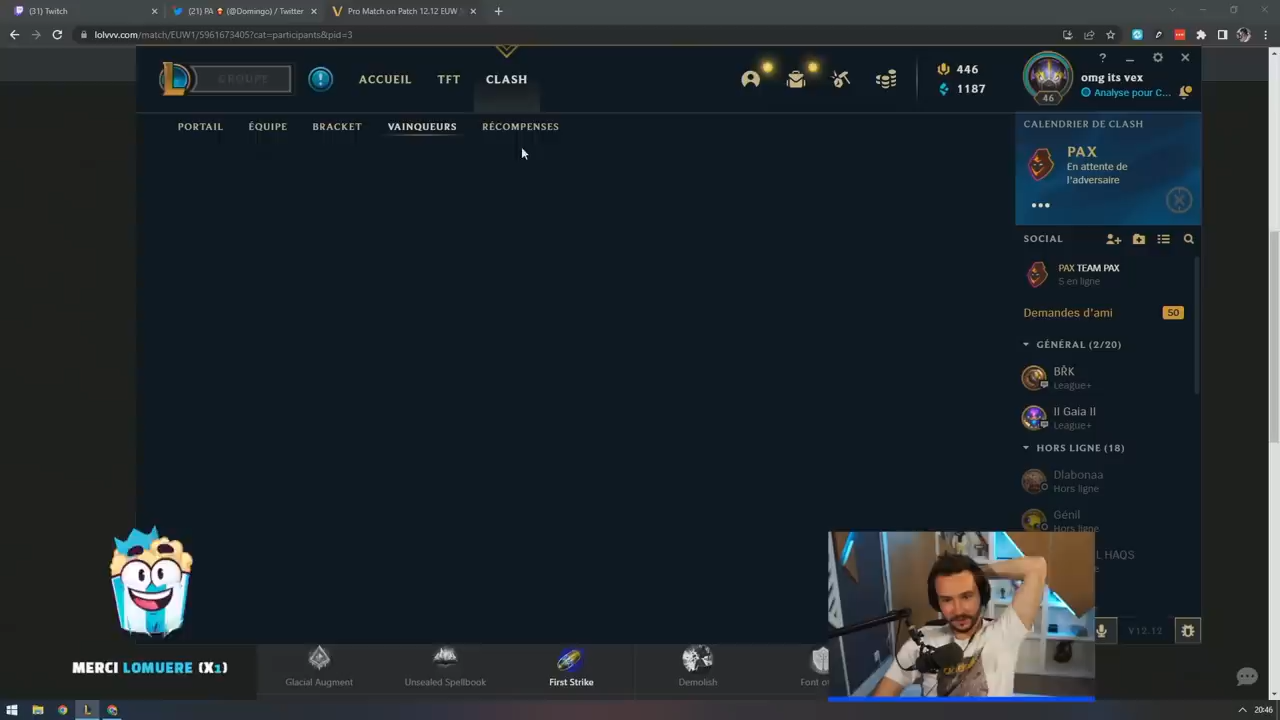 (31) Twitch
(21) PA (@Domingo) / Twitter
Pro Match on Patch 12.12 EUW S
lolvvv.com/match/EUW1/5961673405?cat=participants&pid=3
GROUPE
ACCUEIL
TFT
CLASH
446
1187
46
omg its vex
Analyse pour C...
PORTAIL
ÉQUIPE
BRACKET
VAINQUEURS
RÉCOMPENSES
CALENDRIER DE CLASH
PAX
En attente de
l'adversaire
SOCIAL
PAX TEAM PAX
5 en ligne
Demandes d'ami
50
GÉNÉRAL (2/20)
BŘK
League+
II Gaia II
League+
HORS LIGNE (18)
Dlabonaa
Hors ligne
Génil
Hors ligne
L HAQS
V12.12
MERCI LOMUERE (X1)
Glacial Augment
Unsealed Spellbook
First Strike
Demolish
Font o
20:46